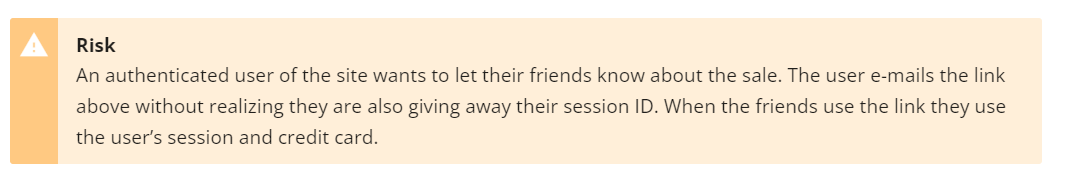 Risk
An authenticated user of the site wants to let their friends know about the sale. The user e-mails the link
above without realizing they are also giving away their session ID. When the friends use the link they use
the user’s session and credit card.